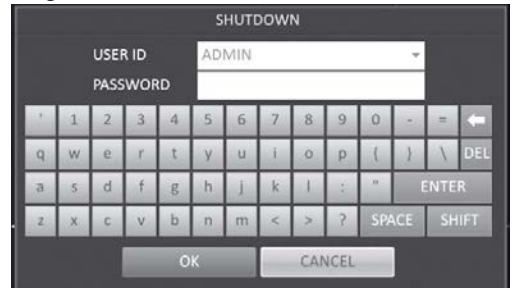 SHUTDOWN
USER ID ADMIN
PASSWORD
' 1 2 3 4 5 6 7 8 9 0 - =
q w e r t y u i o p { } \ DEL
a s d f g h j k l : " ENTER
z x c v b n m < > ? SPACE SHIFT
OK CANCEL